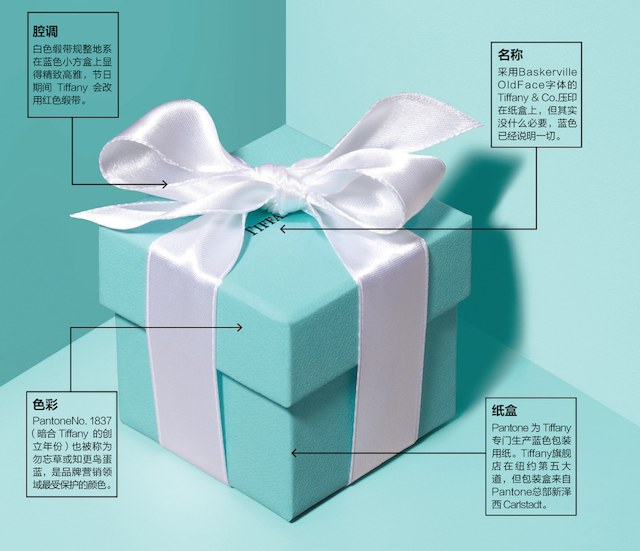 腔调
白色缎带规整地系
在蓝色小方盒上显
得精致高雅，节日
期间 Tiffany 会改
用红色缎带。
名称
采用Baskerville
OldFace字体的
Tiffany & Co.压印
在纸盒上，但其实
没什么必要，蓝色
已经说明一切。
TIFFA
色彩
PantoneNo. 1837
（暗合 Tiffany 的创
立年份）也被称为
勿忘草或知更鸟蛋
蓝，是品牌营销领
域最受保护的颜色。
纸盒
Pantone 为 Tiffany
专门生产蓝色包装
用纸。Tiffany旗舰
店在纽约第五大
道，但包装盒来自
Pantone总部新泽
西 Carlstadt。